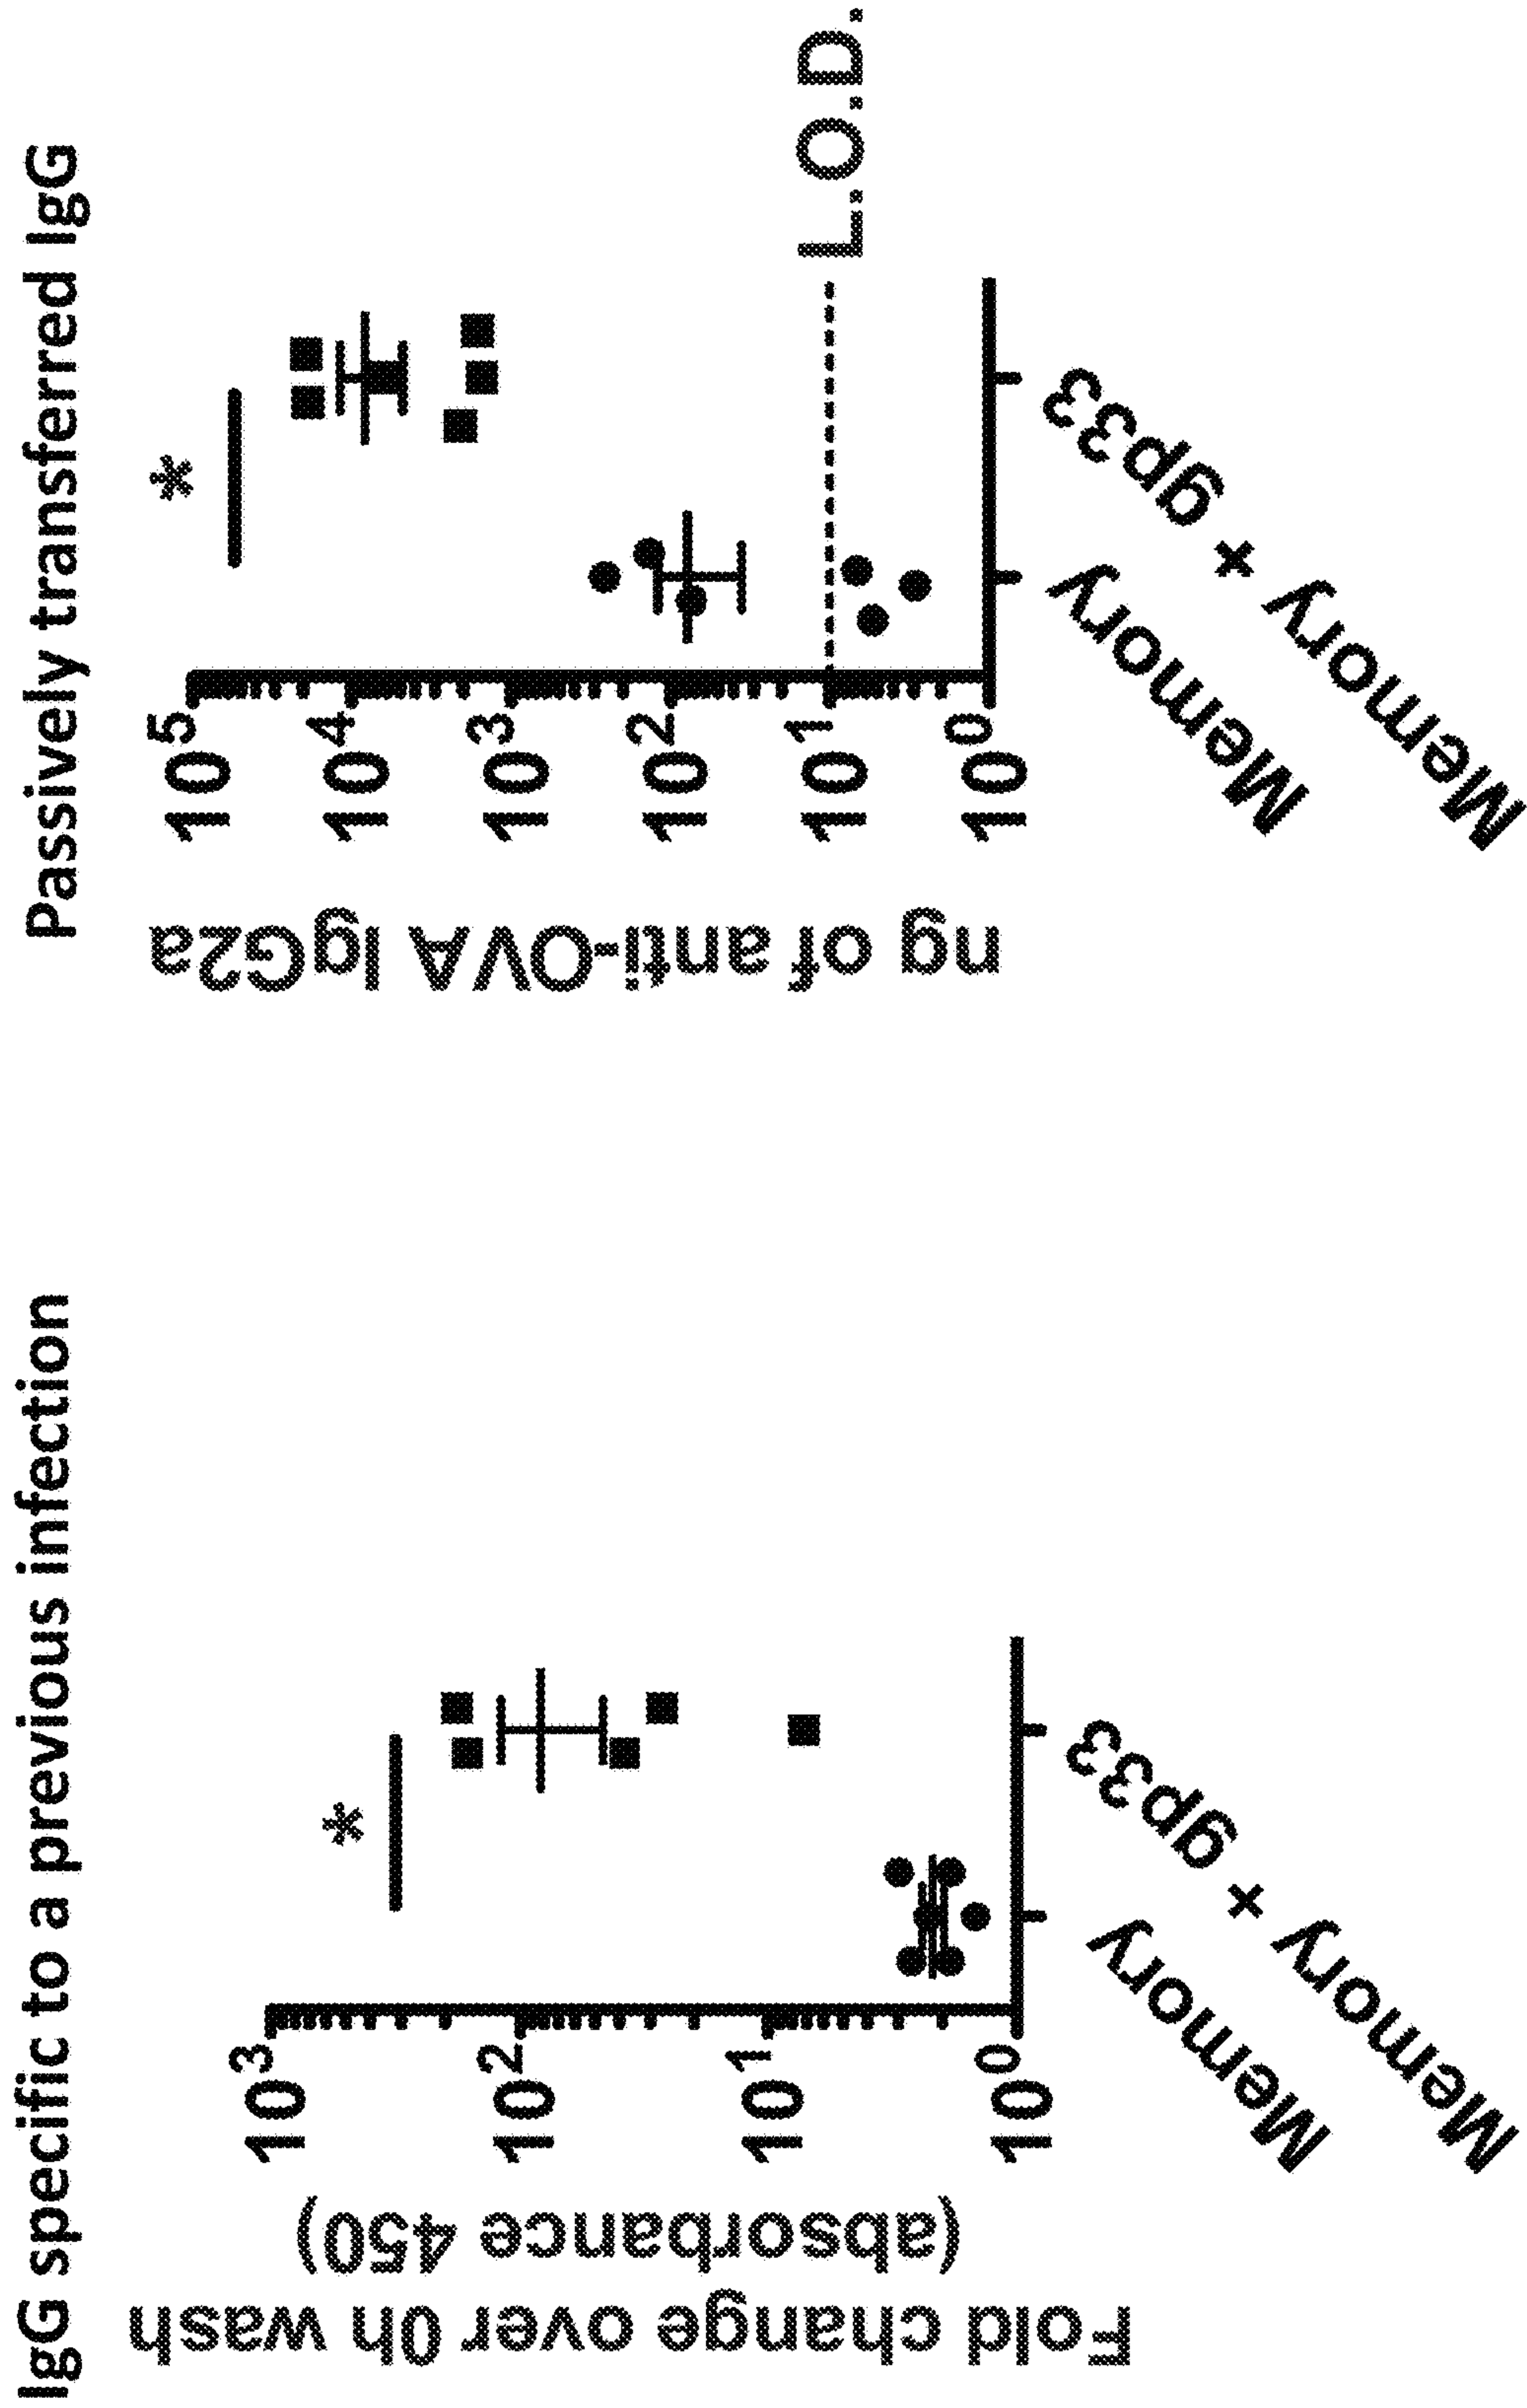 IgG specific to a previous infection
Fold change over 0h wash
(absorbance 450)
10³
10²
10¹
10⁰
*
Memory
Memory + gp33
Passively transferred IgG
ng of anti-OVA IgG2a
10⁵
10⁴
10³
10²
10¹
10⁰
*
L.O.D.
Memory
Memory + gp33